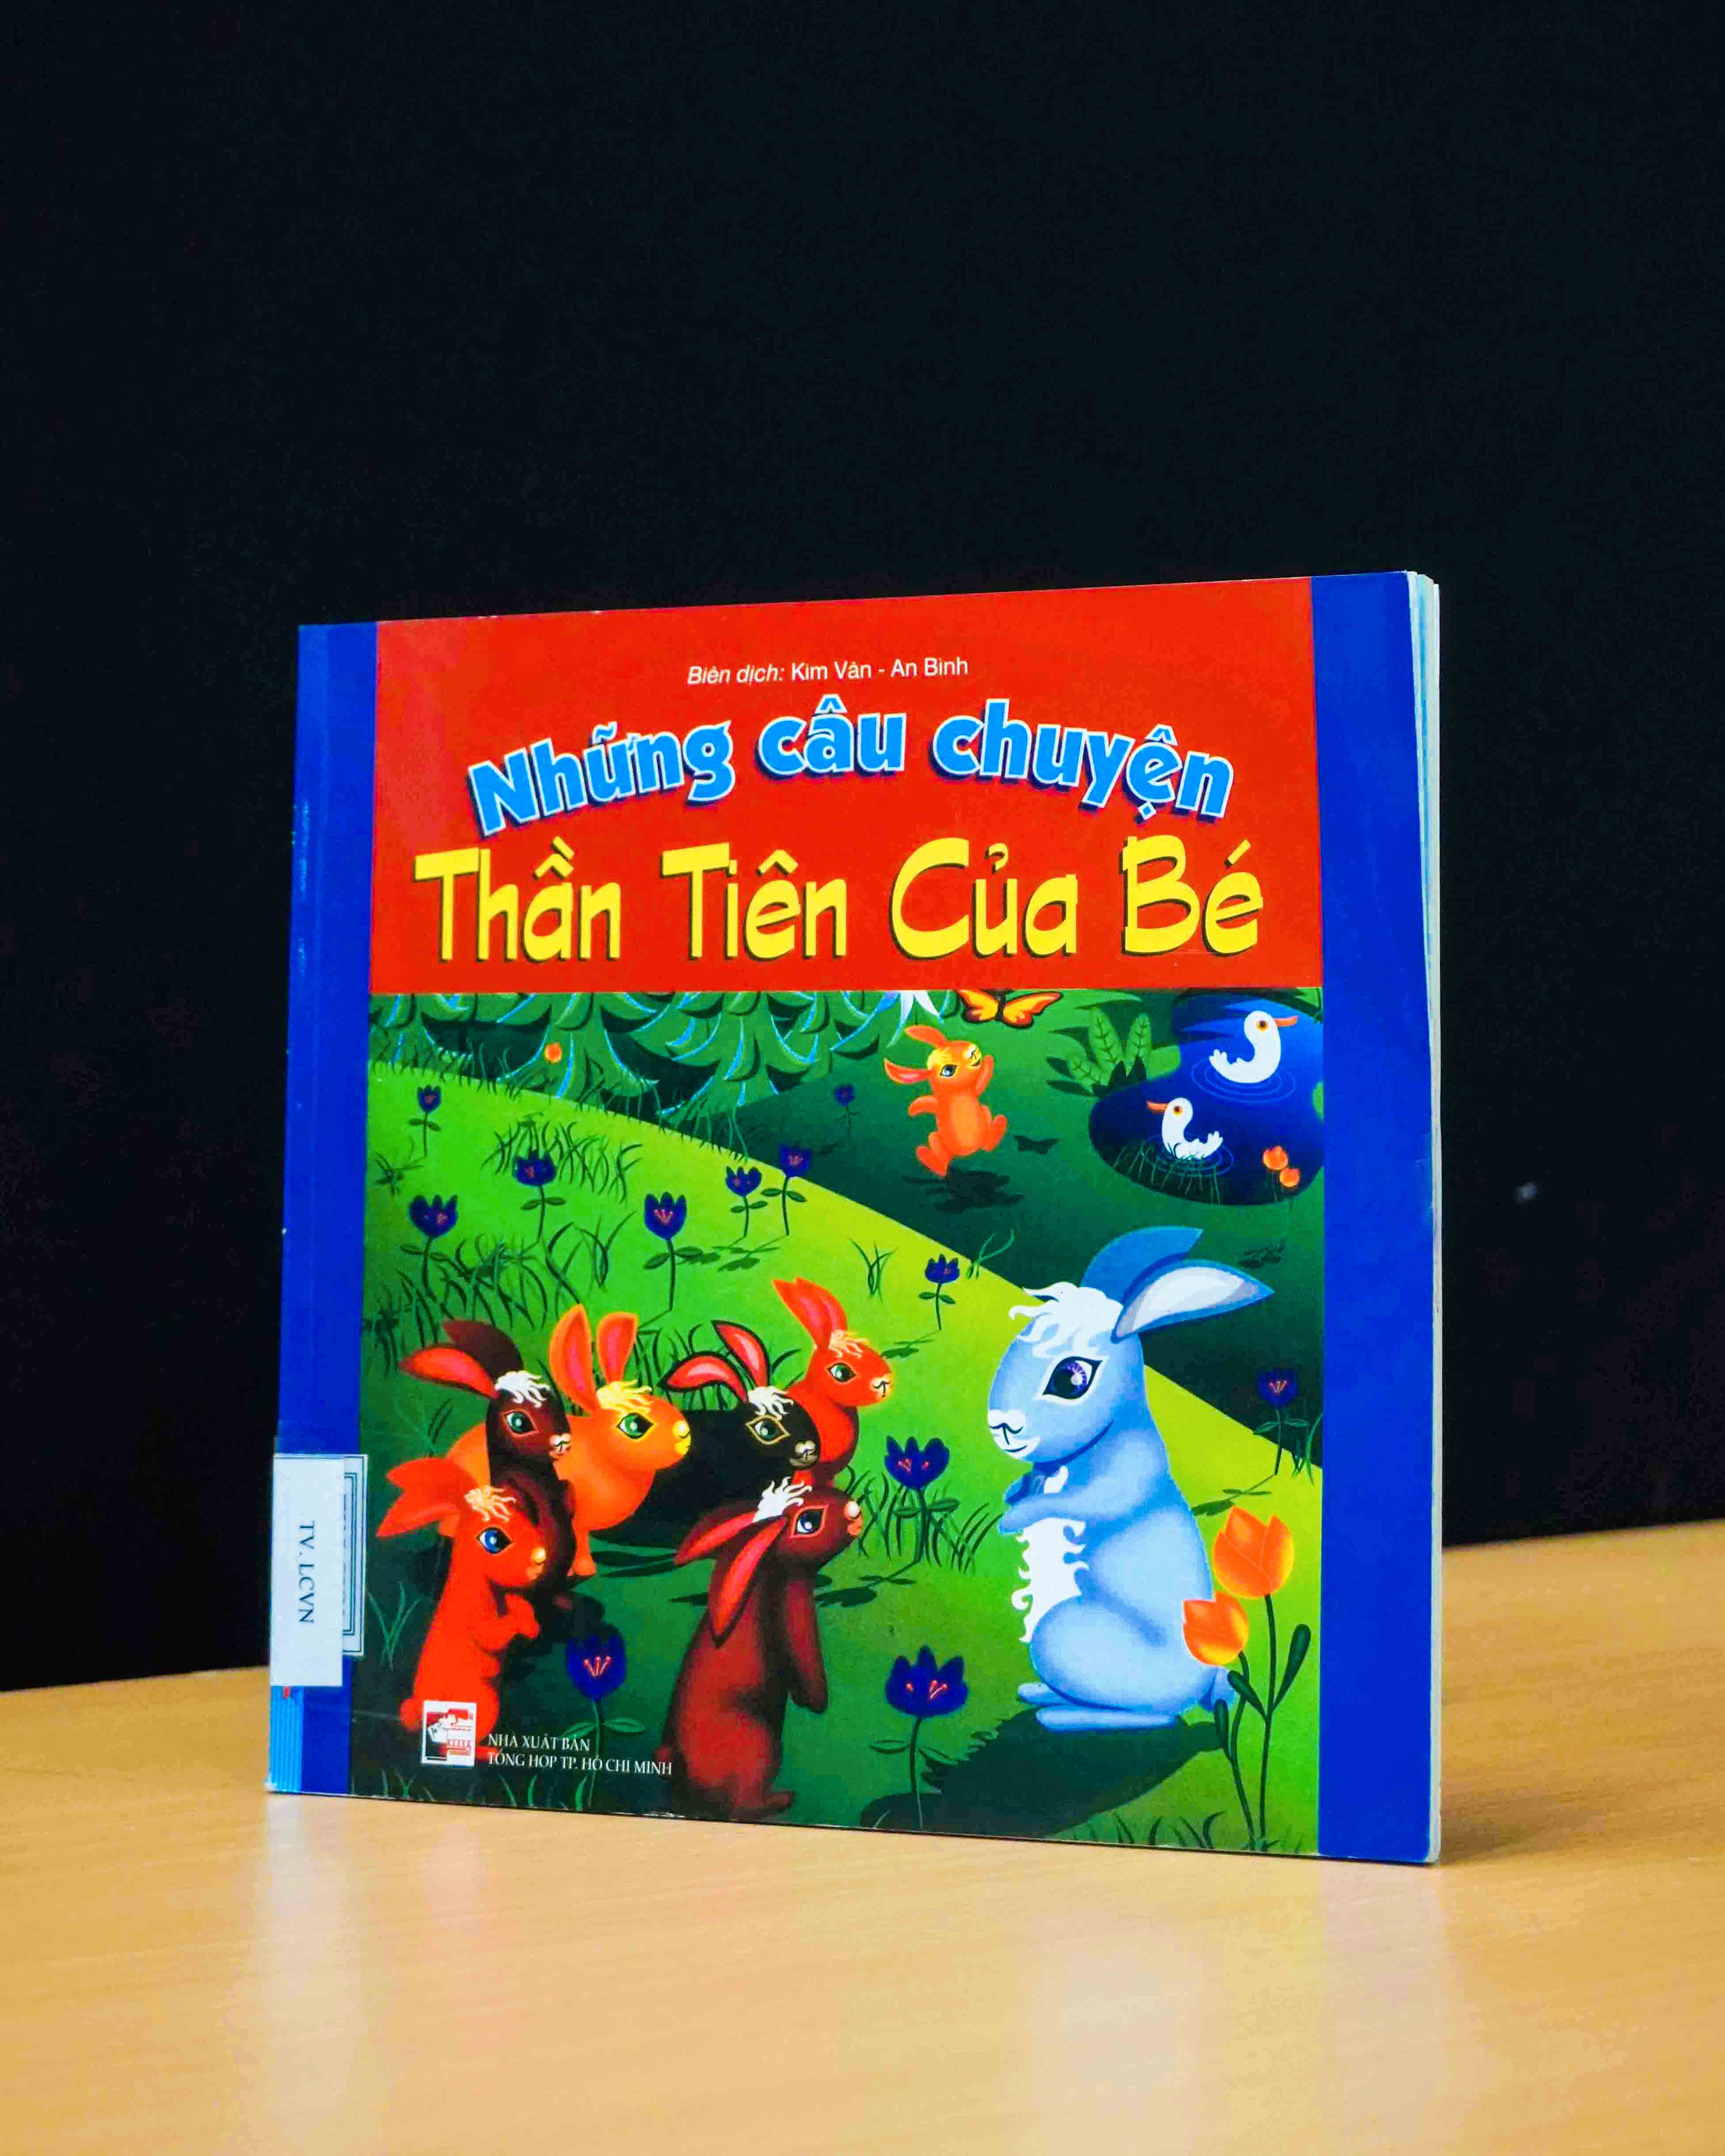 Biên dịch: Kim Vân - An Bình
Những câu chuyện
Thần Tiên Của Bé
NHÀ XUẤT BẢN
TỔNG HỢP TP. HỒ CHÍ MINH
TV. LCVN